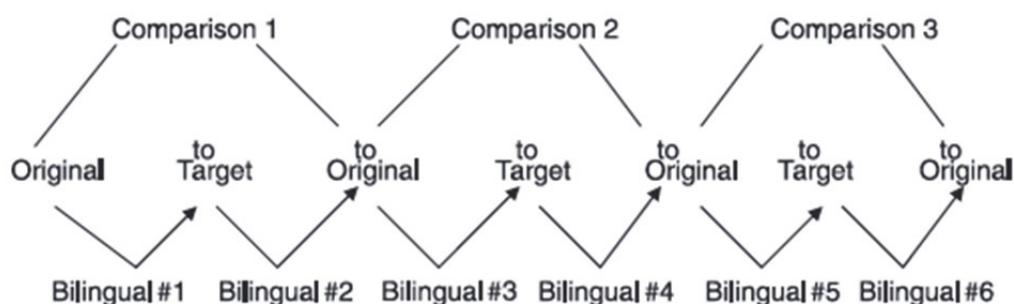 Comparison 1 Comparison 2 Comparison 3
to to to to to to
Original Target Original Target Original Target Original
Bilingual #1 Bilingual #2 Bilingual #3 Bilingual #4 Bilingual #5 Bilingual #6